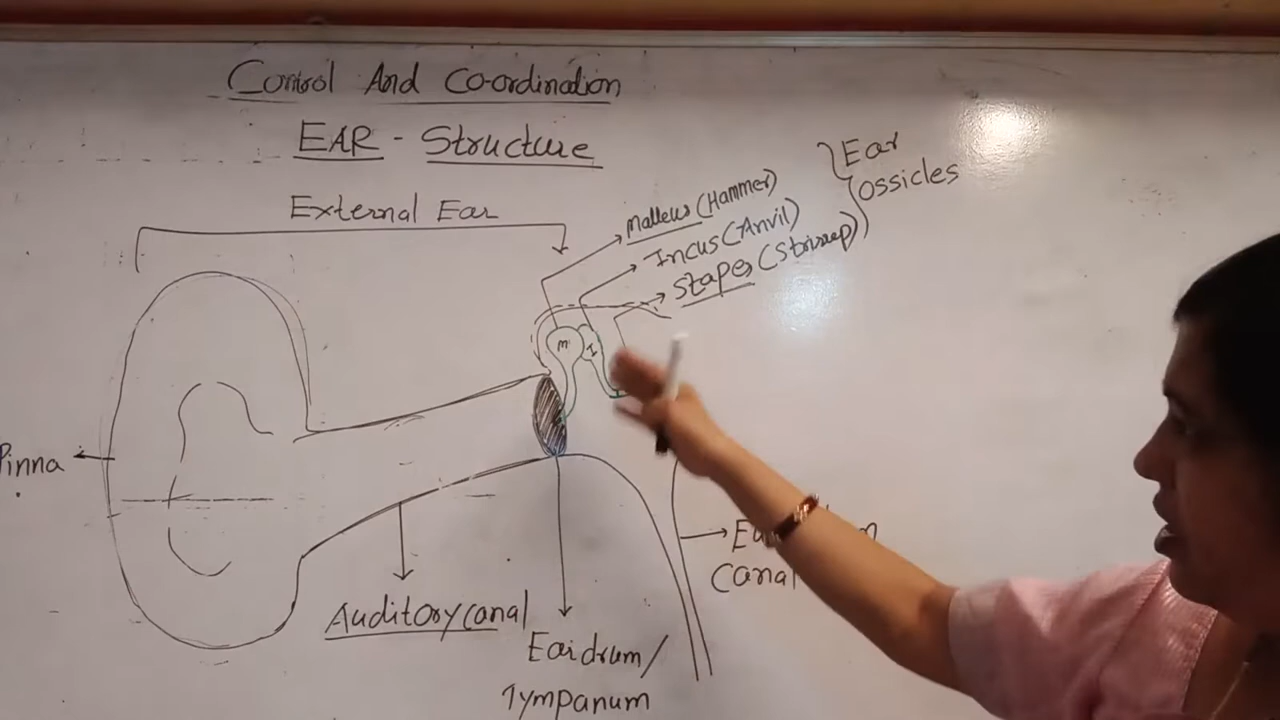 Control And Co-ordination
EAR - Structure
External Ear
Malleus (Hammer)
Incus (Anvil)
Stapes (Strirrup)
Ear
ossicles
M
I
Pinna
Canal
Auditory canal
Eardrum/
Tympanum